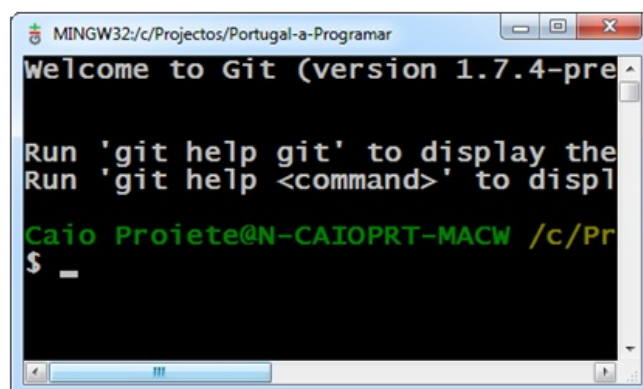 MINGW32:/c/Projectos/Portugal-a-Programar
Welcome to Git (version 1.7.4-pre
Run 'git help git' to display the
Run 'git help <command>' to displ
Caio Proiete@N-CAIOPRT-MACW /c/Pr
$ _